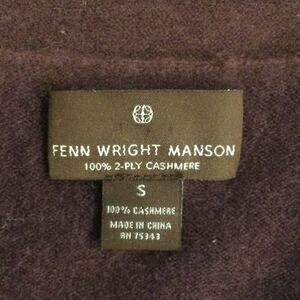 FENN WRIGHT MANSON
100% 2-PLY CASHMERE
S
100% CASHMERE
MADE IN CHINA
RN 75343